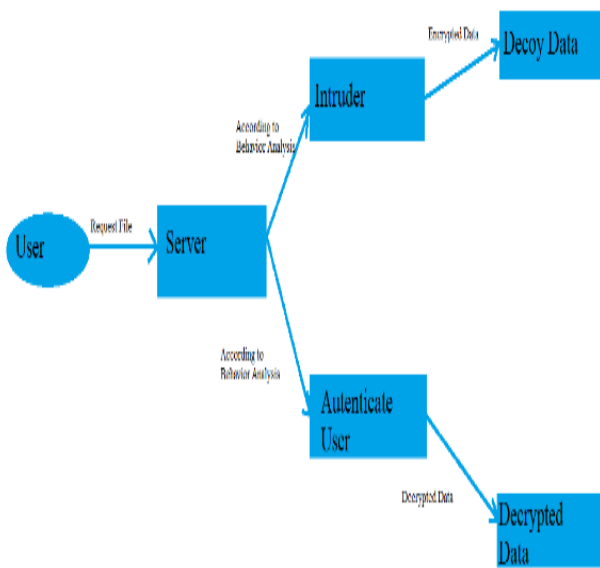 Encrypted Data
Decoy Data
Intruder
According to
Behavior Analysis
Request File
User
Server
According to
Behavior Analysis
Autenticate
User
Decrypted Data
Decrypted
Data